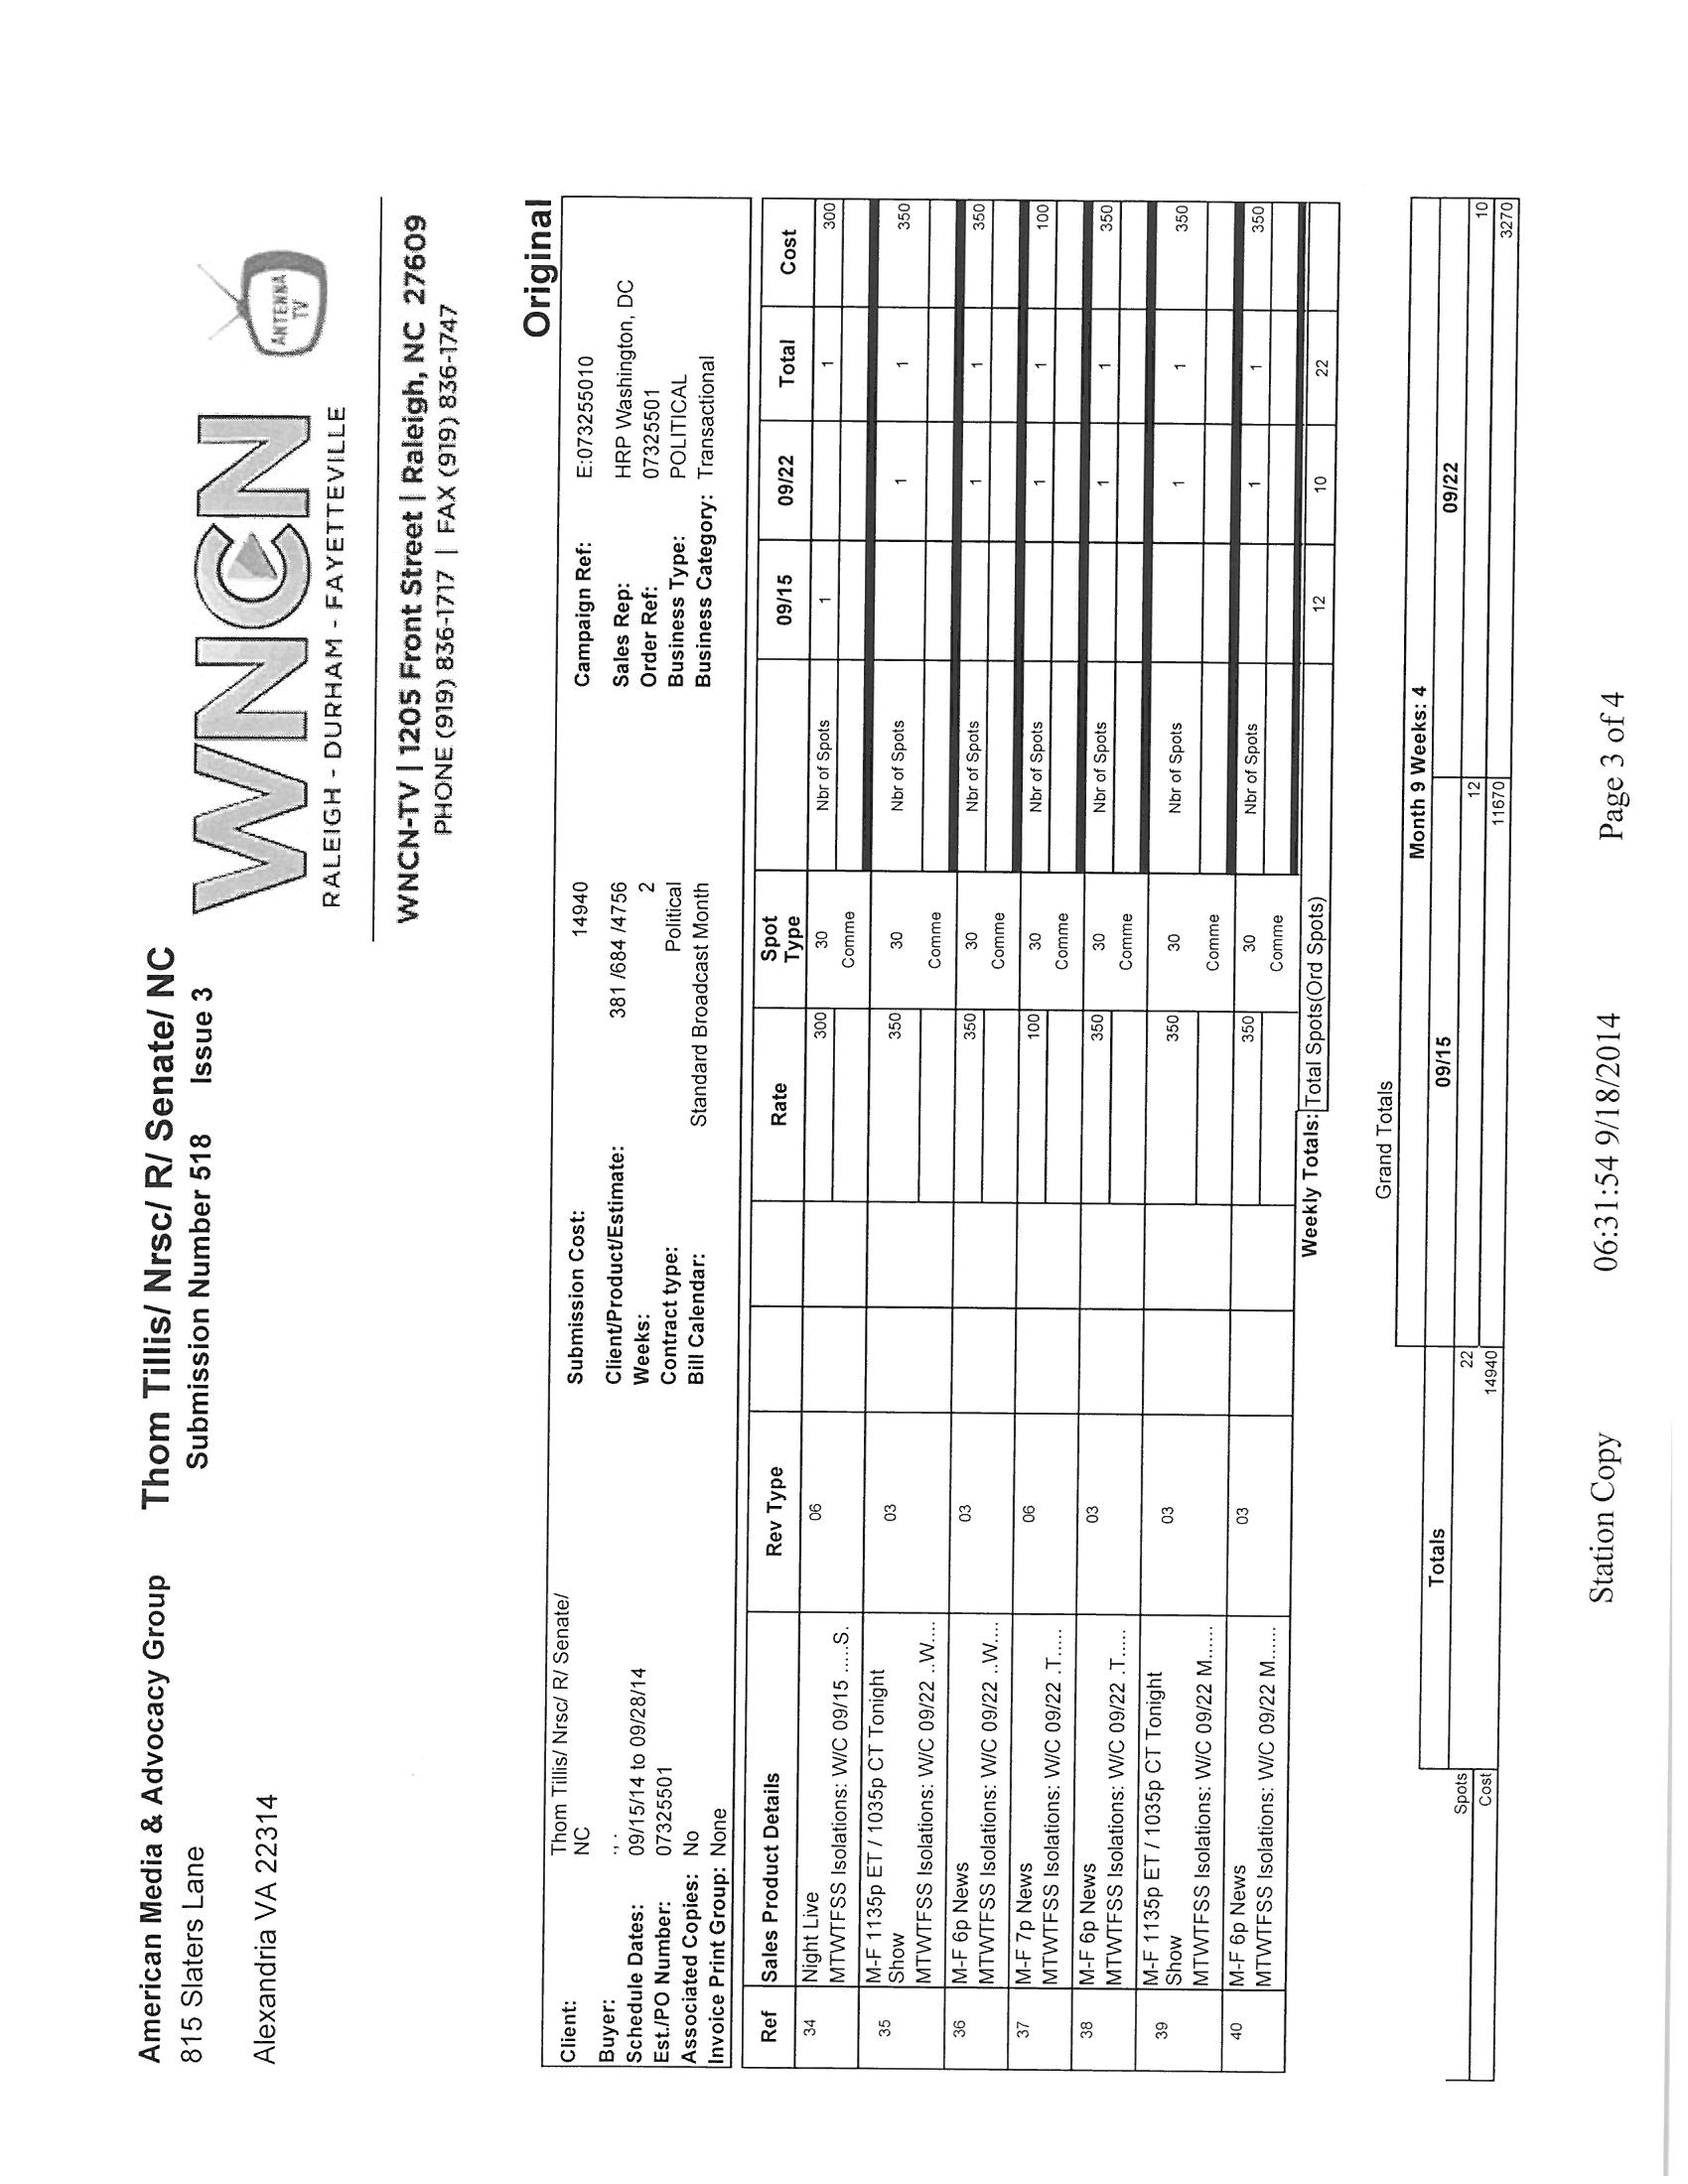 American Media & Advocacy Group
815 Slaters Lane
Alexandria VA 22314
Thom Tillis/ Nrsc/ R/ Senate/ NC
Submission Number 518 Issue 3
WNCN
RALEIGH - DURHAM - FAYETTEVILLE
ANTENNA
TV
WNCN-TV | 1205 Front Street | Raleigh, NC 27609
PHONE (919) 836-1717 | FAX (919) 836-1747
Original
Client: Thom Tillis/ Nrsc/ R/ Senate/
NC
Buyer: , .
Schedule Dates: 09/15/14 to 09/28/14
Est./PO Number: 07325501
Associated Copies: No
Invoice Print Group: None
Submission Cost: 14940
Client/Product/Estimate: 381 /684 /4756
Weeks: 2
Contract type: Political
Bill Calendar: Standard Broadcast Month
Campaign Ref: E:073255010
Sales Rep: HRP Washington, DC
Order Ref: 07325501
Business Type: POLITICAL
Business Category: Transactional
Ref Sales Product Details Rev Type Rate Spot Type 09/15 09/22 Total Cost
34 Night Live 06 300 30 Nbr of Spots 1 1 300
MTWTFSS Isolations: W/C 09/15 .....S. Comme
35 M-F 1135p ET / 1035p CT Tonight 03 350 30 Nbr of Spots 1 1 350
Show
MTWTFSS Isolations: W/C 09/22 ..W.... Comme
36 M-F 6p News 03 350 30 Nbr of Spots 1 1 350
MTWTFSS Isolations: W/C 09/22 ..W.... Comme
37 M-F 7p News 06 100 30 Nbr of Spots 1 1 100
MTWTFSS Isolations: W/C 09/22 .T..... Comme
38 M-F 6p News 03 350 30 Nbr of Spots 1 1 350
MTWTFSS Isolations: W/C 09/22 .T..... Comme
39 M-F 1135p ET / 1035p CT Tonight 03 350 30 Nbr of Spots 1 1 350
Show
MTWTFSS Isolations: W/C 09/22 M...... Comme
40 M-F 6p News 03 350 30 Nbr of Spots 1 1 350
MTWTFSS Isolations: W/C 09/22 M...... Comme
Weekly Totals: Total Spots(Ord Spots) 12 10 22
Grand Totals
Month 9 Weeks: 4
Totals 09/15 09/22
Spots 22 12 10
Cost 14940 11670 3270
Station Copy 06:31:54 9/18/2014 Page 3 of 4